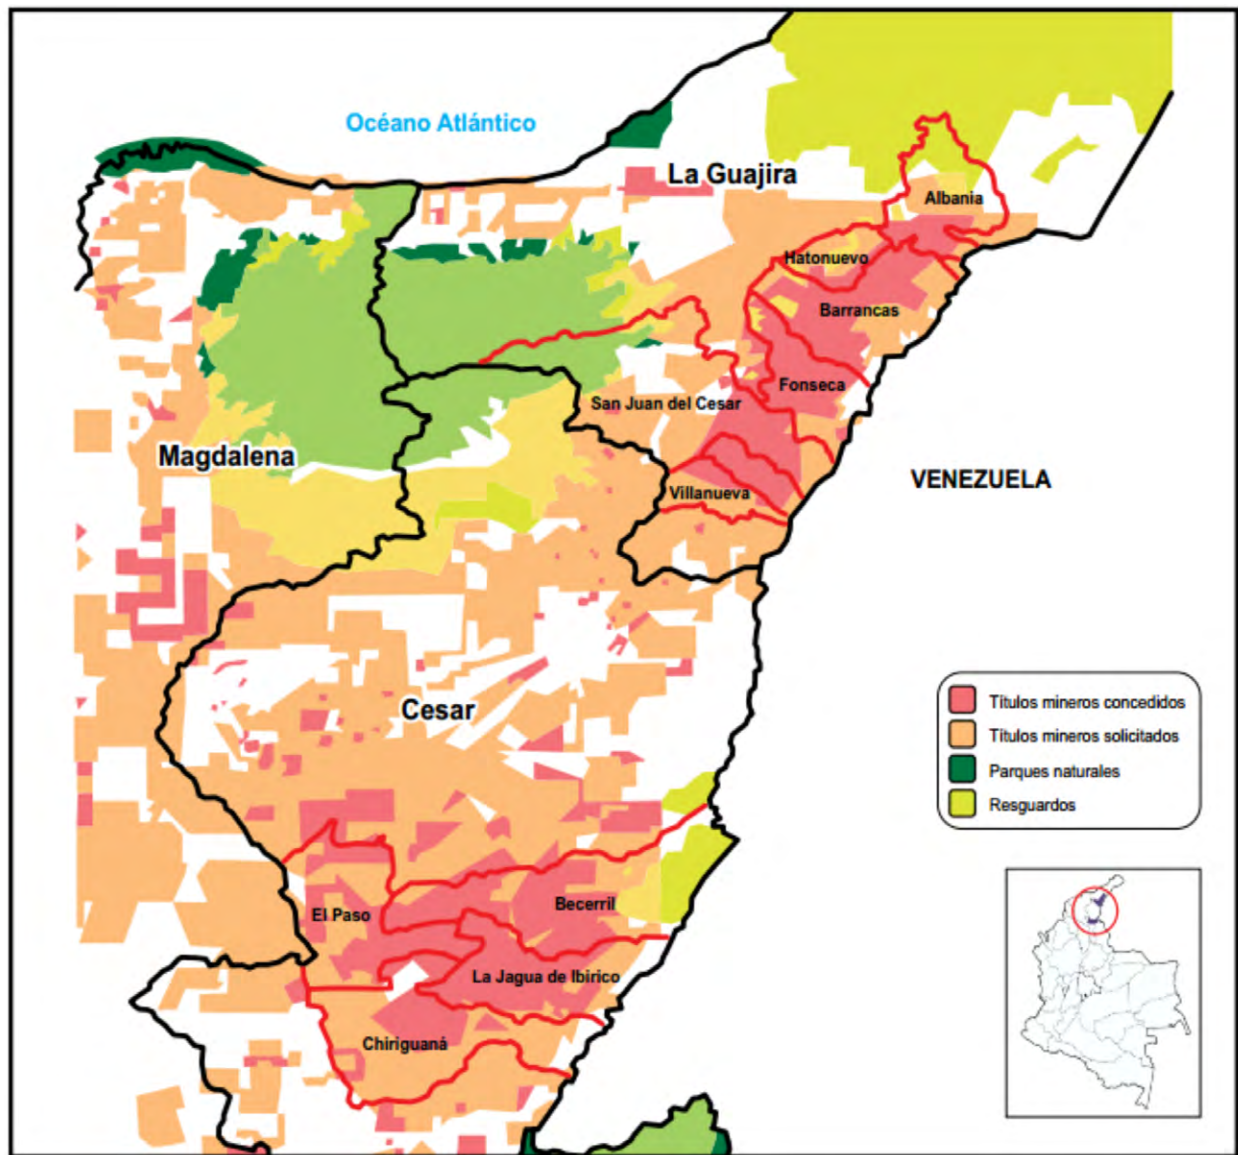 Océano Atlántico
La Guajira
Albania
Hatonuevo
Barrancas
Fonseca
San Juan del Cesar
Magdalena
VENEZUELA
Villanueva
Cesar
Títulos mineros concedidos
Títulos mineros solicitados
Parques naturales
Resguardos
El Paso
Becerril
La Jagua de Ibirico
Chiriguaná